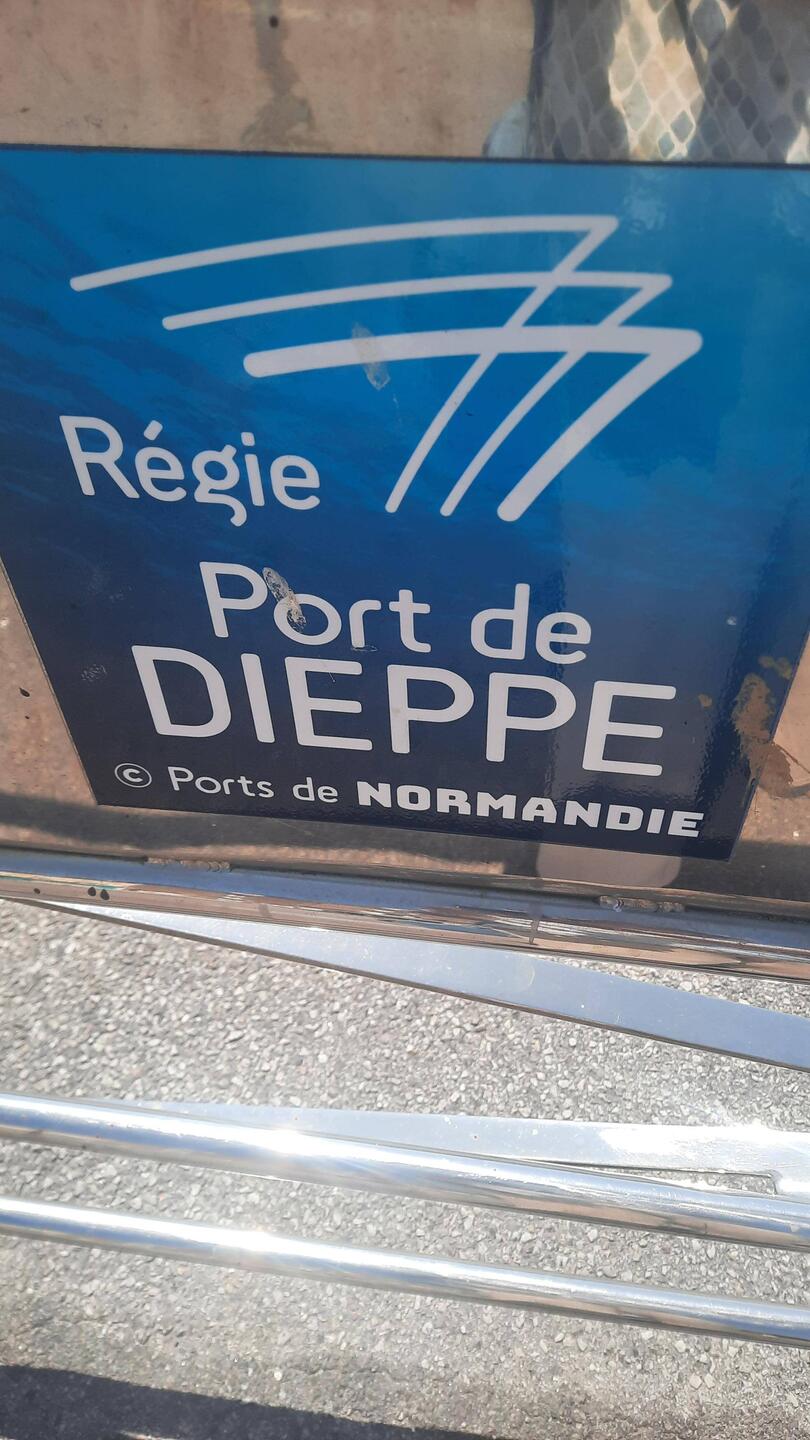 Régie
Port de
DIEPPE
© Ports de NORMANDIE